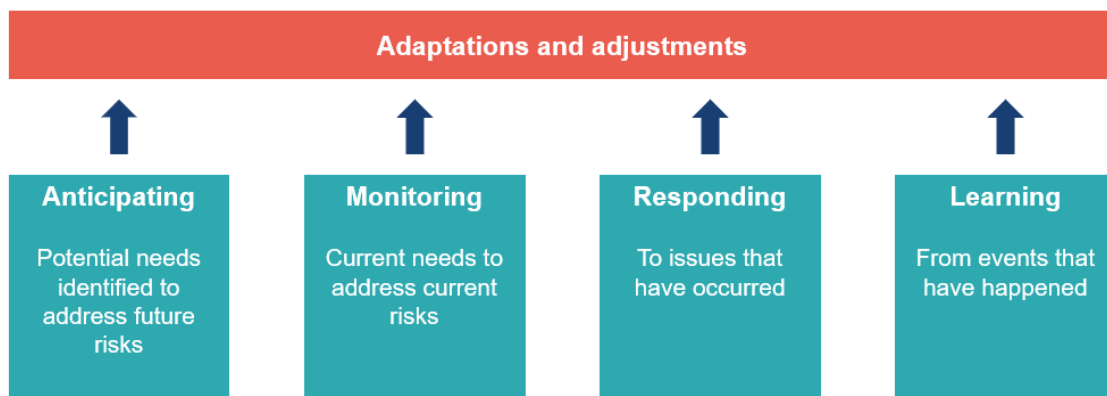 Adaptations and adjustments
Anticipating
Potential needs
identified to
address future
risks
Monitoring
Current needs to
address current
risks
Responding
To issues that
have occurred
Learning
From events that
have happened